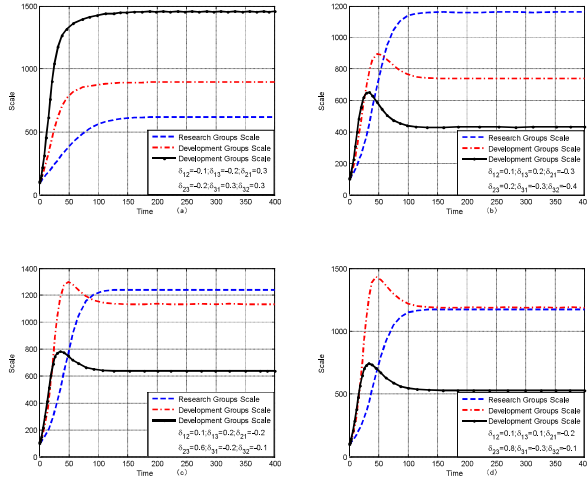 1500
1000
500
0
Scale
0 50 100 150 200 250 300 350 400
Time
(a)
Research Groups Scale
Development Groups Scale
Development Groups Scale
δ12=-0.1;δ13=-0.2;δ21=0.3
δ23=-0.2;δ31=0.3;δ32=0.3
1200
1000
800
600
400
200
0
Scale
0 50 100 150 200 250 300 350 400
Time
(b)
Research Groups Scale
Development Groups Scale
Development Groups Scale
δ12=0.1;δ13=0.2;δ21=-0.3
δ23=0.2;δ31=-0.3;δ32=-0.4
1400
1200
1000
800
600
400
200
0
Scale
0 50 100 150 200 250 300 350 400
Time
(c)
Research Groups Scale
Development Groups Scale
Development Groups Scale
δ12=0.1;δ13=0.2;δ21=-0.2
δ23=0.6;δ31=-0.2;δ32=-0.1
1500
1000
500
0
Scale
0 50 100 150 200 250 300 350 400
Time
(d)
Research Groups Scale
Development Groups Scale
Development Groups Scale
δ12=0.1;δ13=0.1;δ21=-0.2
δ23=0.8;δ31=-0.3;δ32=-0.1